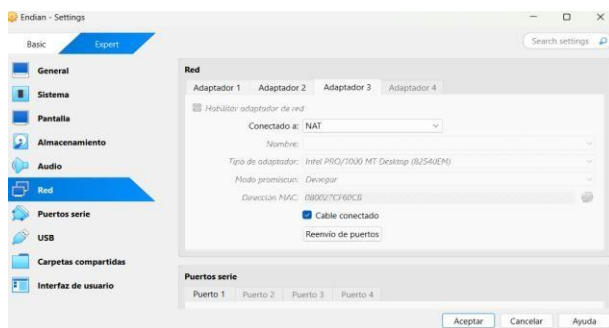 Endian - Settings
Basic Expert Search settings
General
Sistema
Pantalla
Almacenamiento
Audio
Red
Puertos serie
USB
Carpetas compartidas
Interfaz de usuario
Red
Adaptador 1 Adaptador 2 Adaptador 3 Adaptador 4
Habilitar adaptador de red
Conectado a: NAT
Nombre:
Tipo de adaptador: Intel PRO/1000 MT Desktop (82540EM)
Modo promiscuo: Denegar
Dirección MAC: 080027CF60CB
Cable conectado
Reenvío de puertos
Puertos serie
Puerto 1 Puerto 2 Puerto 3 Puerto 4
Aceptar Cancelar Ayuda